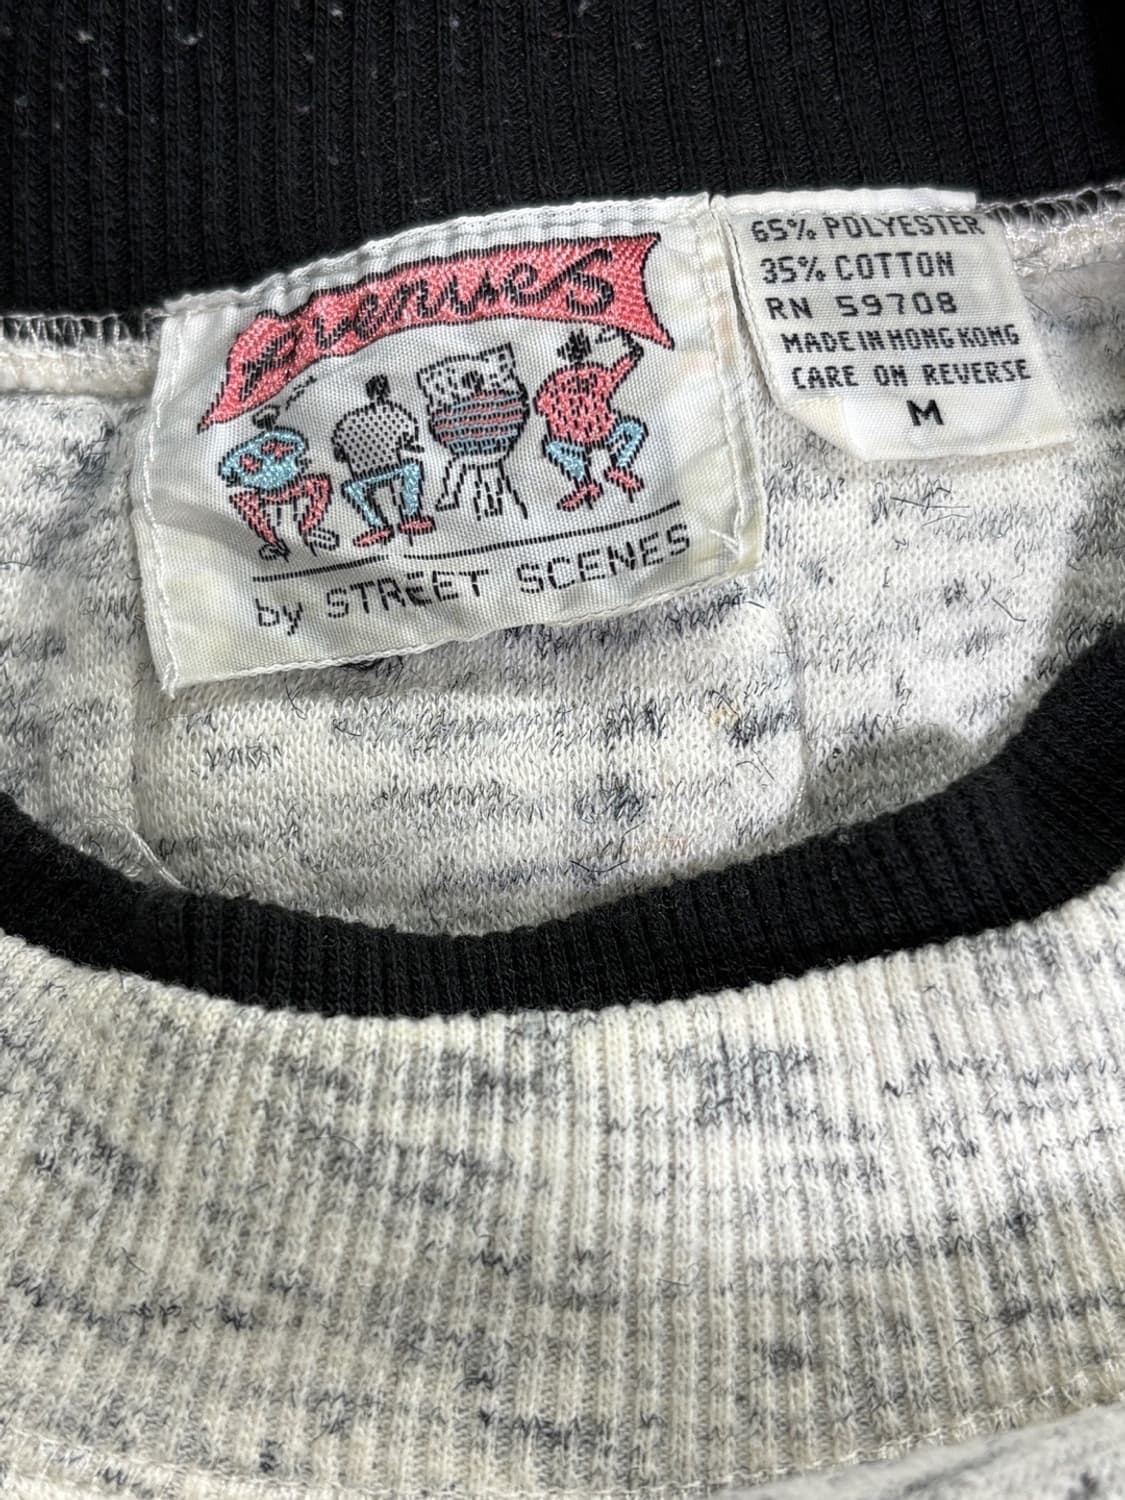 Avenues
by STREET SCENES
65% POLYESTER
35% COTTON
RN 59708
MADE IN HONG KONG
CARE ON REVERSE
M